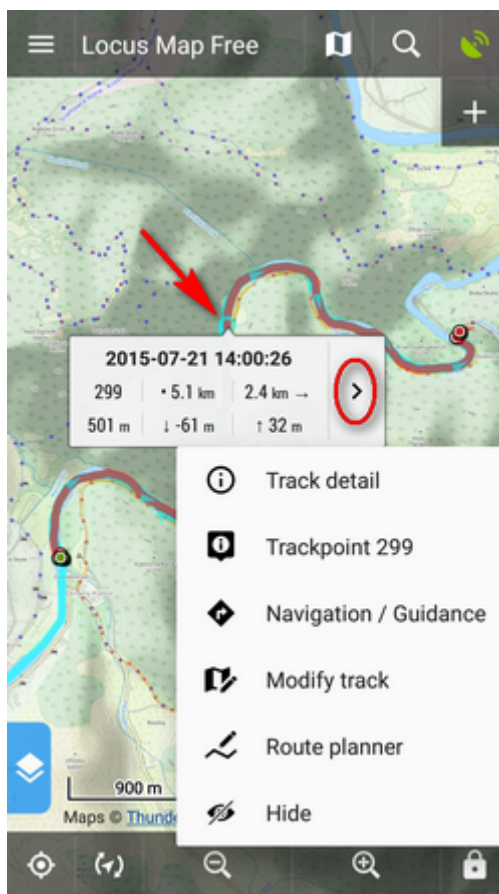 Locus Map Free
2015-07-21 14:00:26
299 • 5.1 km 2.4 km →
501 m ↓ -61 m ↑ 32 m
Track detail
Trackpoint 299
Navigation / Guidance
Modify track
Route planner
Hide
900 m
Maps © Thund